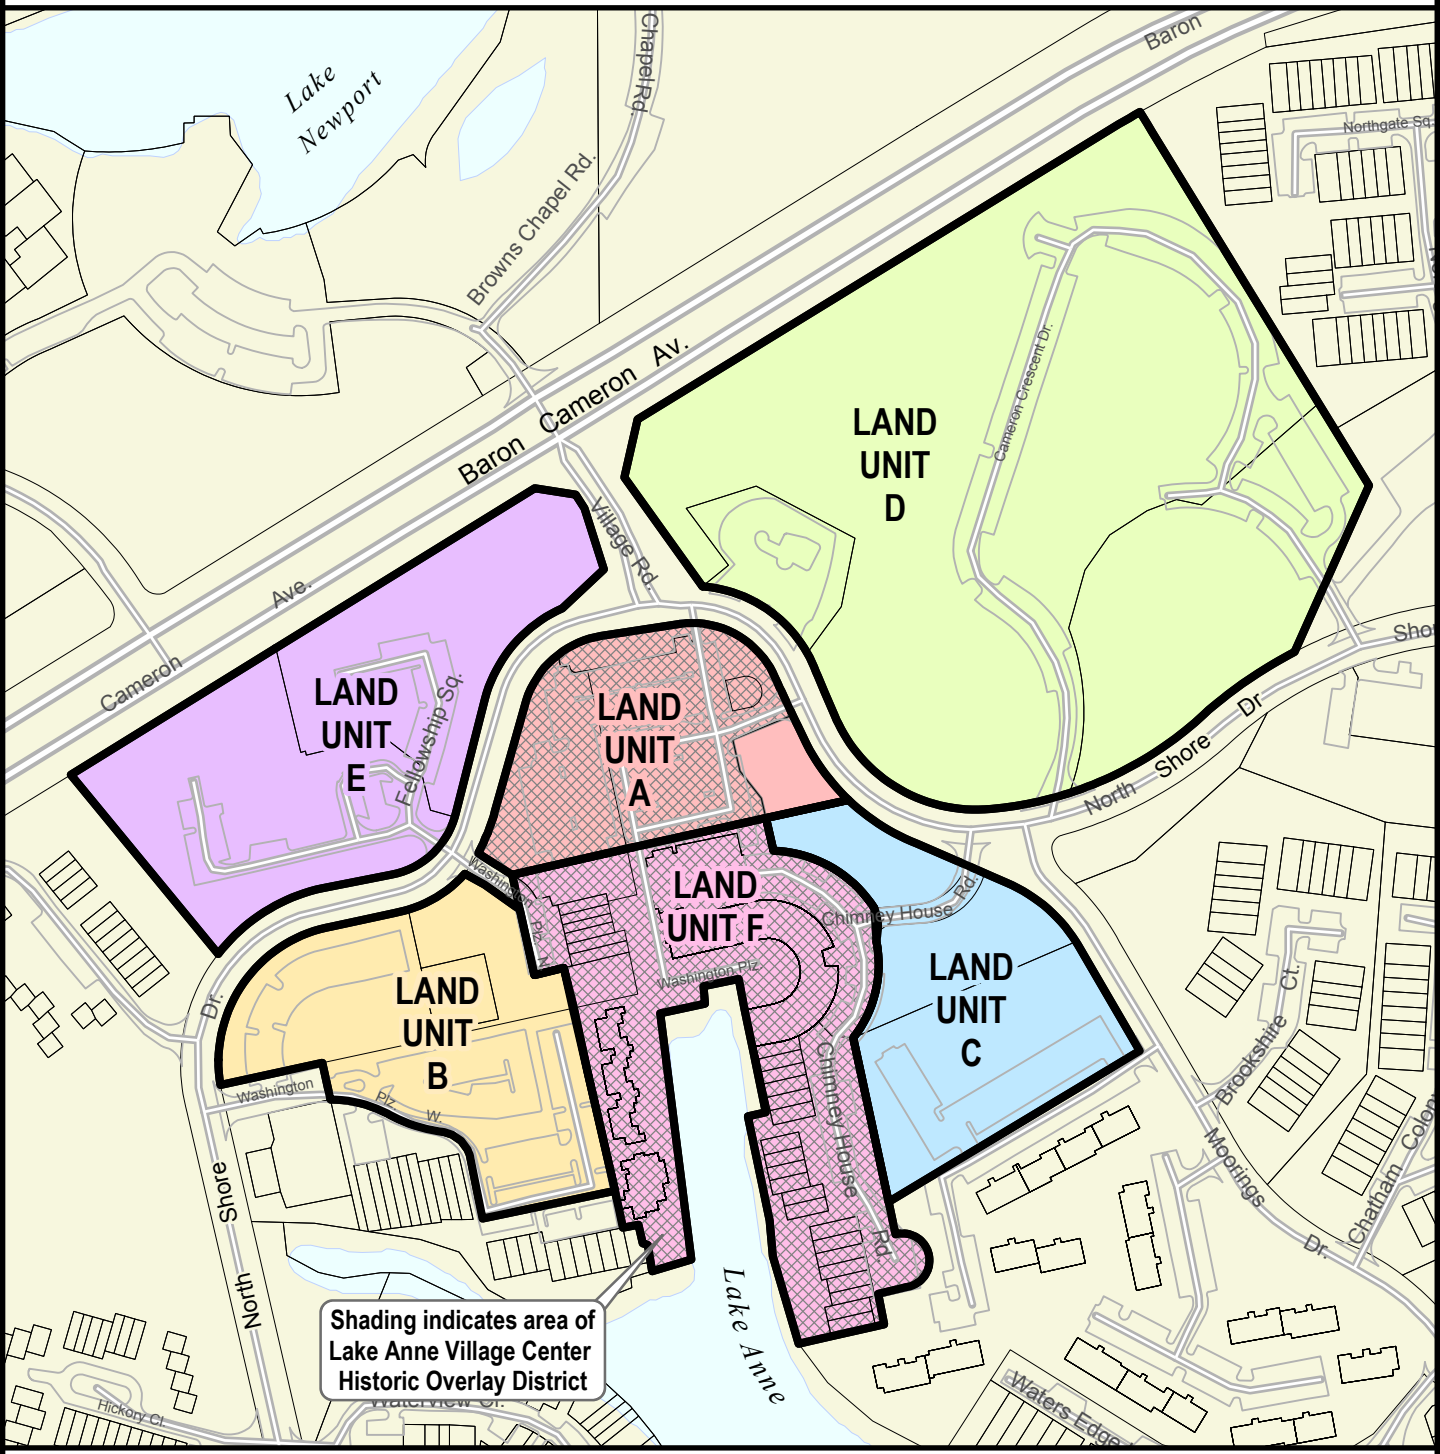 Baron
Chapel Rd.
Lake
Newport
Northgate Sq.
Browns Chapel Rd.
Baron Cameron Av.
Cameron Crescent Dr.
LAND
UNIT
D
Village Rd.
Cameron Ave.
LAND
UNIT
E
Fellowship Sq.
LAND
UNIT
A
Shore
North Shore Dr
Washington Plz. N.
LAND
UNIT F
Chimney House Rd.
Washington Plz
LAND
UNIT
C
LAND
UNIT
B
Dr.
Washington Plz. W.
Chimney House Rd
Brookshire Ct.
Moorings Dr.
Chatham Colony
Shore
North
Lake Anne
Shading indicates area of
Lake Anne Village Center
Historic Overlay District
Waterview Cl.
Hickory Cl.
Waters Edge